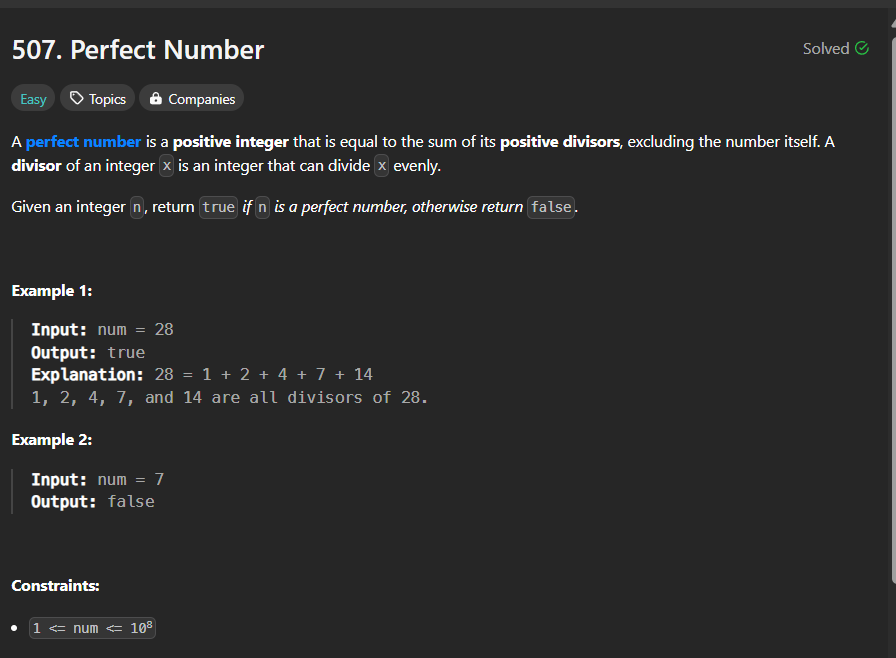 507. Perfect Number
Solved
Easy Topics Companies
A perfect number is a positive integer that is equal to the sum of its positive divisors, excluding the number itself. A
divisor of an integer x is an integer that can divide x evenly.
Given an integer n, return true if n is a perfect number, otherwise return false.
Example 1:
Input: num = 28
Output: true
Explanation: 28 = 1 + 2 + 4 + 7 + 14
1, 2, 4, 7, and 14 are all divisors of 28.
Example 2:
Input: num = 7
Output: false
Constraints:
• 1 <= num <= 10⁸